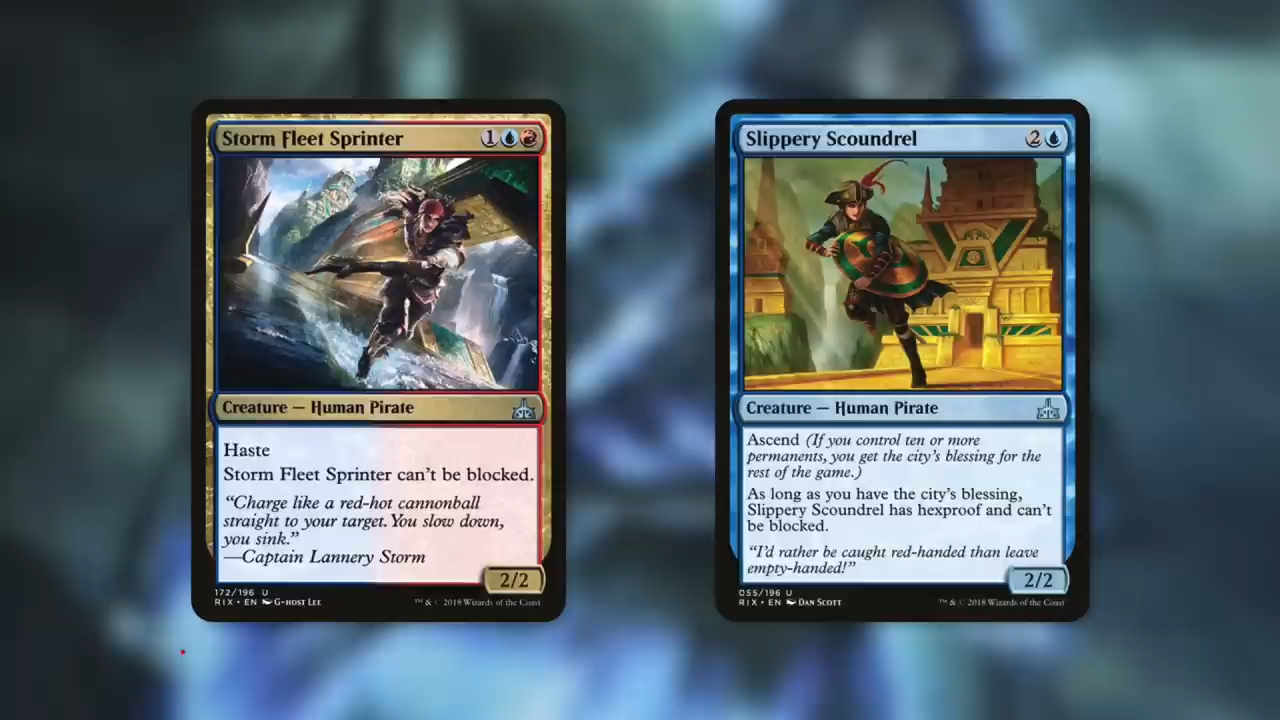 Storm Fleet Sprinter 1
Creature — Human Pirate
Haste
Storm Fleet Sprinter can't be blocked.
"Charge like a red-hot cannonball
straight to your target. You slow down,
you sink."
—Captain Lannery Storm
2/2
172/196 U
RIX • EN G-host Lee
™ & © 2018 Wizards of the Coast
Slippery Scoundrel 2
Creature — Human Pirate
Ascend (If you control ten or more
permanents, you get the city's blessing for the
rest of the game.)
As long as you have the city's blessing,
Slippery Scoundrel has hexproof and can't
be blocked.
"I'd rather be caught red-handed than leave
empty-handed!"
2/2
055/196 U
RIX • EN Dan Scott
™ & © 2018 Wizards of the Coast